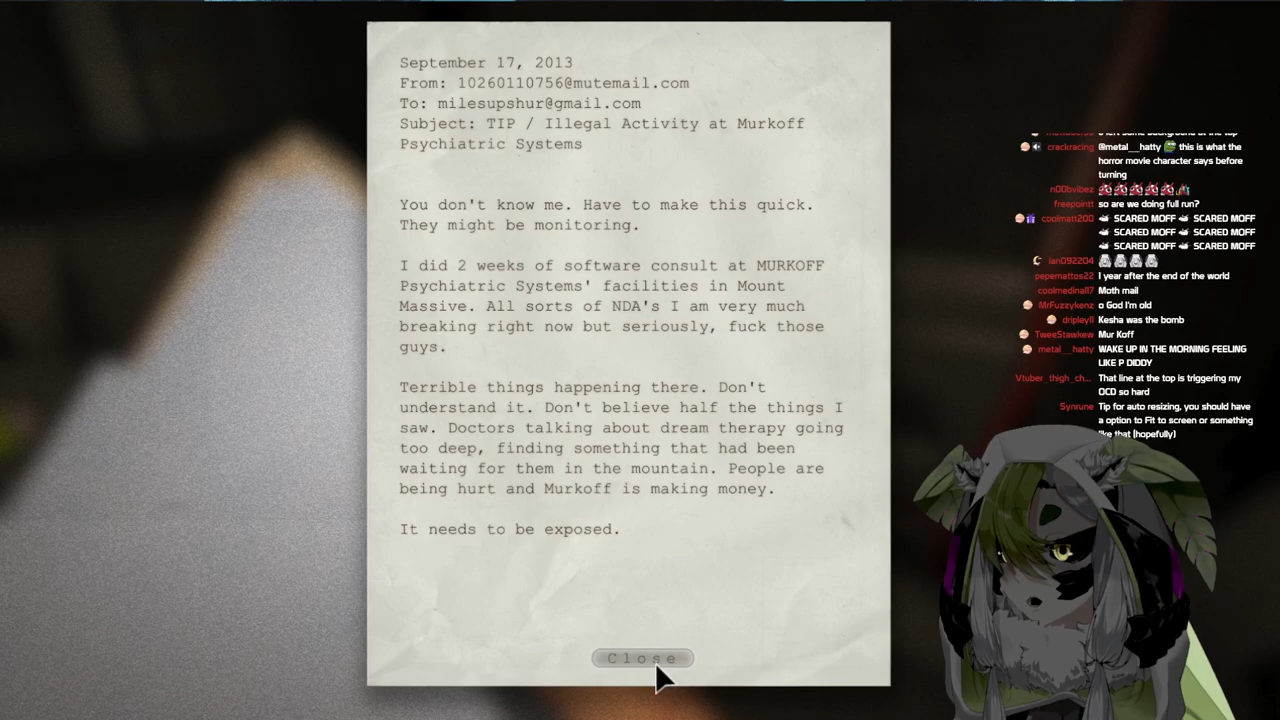 September 17, 2013
From: 10260110756@mutemail.com
To: milesupshur@gmail.com
Subject: TIP / Illegal Activity at Murkoff
Psychiatric Systems
You don't know me. Have to make this quick.
They might be monitoring.
I did 2 weeks of software consult at MURKOFF
Psychiatric Systems' facilities in Mount
Massive. All sorts of NDA's I am very much
breaking right now but seriously, fuck those
guys.
Terrible things happening there. Don't
understand it. Don't believe half the things I
saw. Doctors talking about dream therapy going
too deep, finding something that had been
waiting for them in the mountain. People are
being hurt and Murkoff is making money.
It needs to be exposed.
Close
crackracing @metal__hatty this is what the
horror movie character says before
turning
n00bvibez
freepointt so are we doing full run?
coolmatt200 SCARED MOFF SCARED MOFF
SCARED MOFF SCARED MOFF
SCARED MOFF SCARED MOFF
ian092204
pepemattos22 1 year after the end of the world
coolmedina17 Moth mail
MrFuzzykenz o God I'm old
dripleyll Kesha was the bomb
TweeStawkew Mur Koff
metal__hatty WAKE UP IN THE MORNING FEELING
LIKE P DIDDY
Vtuber_thigh_ch... That line at the top is triggering my
OCD so hard
Synrune Tip for auto resizing, you should have
a option to Fit to screen or something
like that (hopefully)